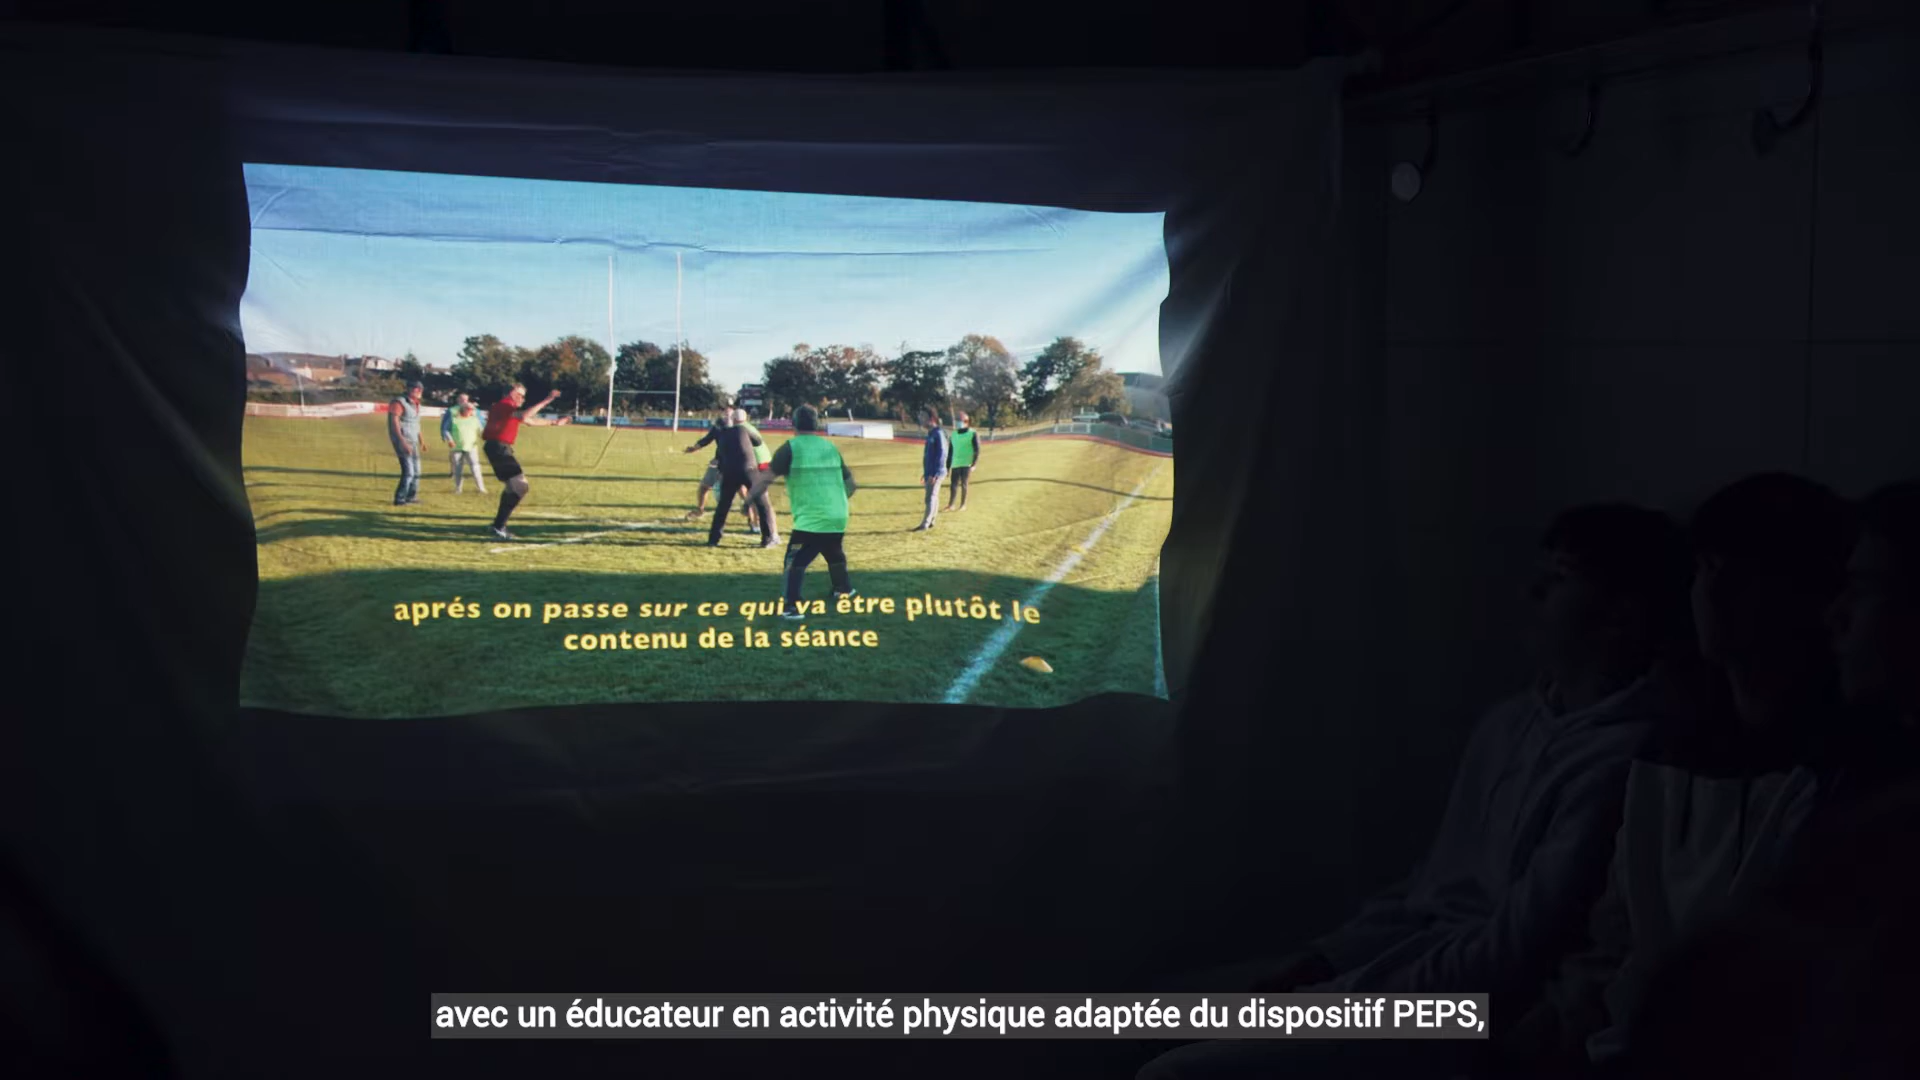 aprés on passe sur ce qui va être plutôt le
contenu de la séance
avec un éducateur en activité physique adaptée du dispositif PEPS,